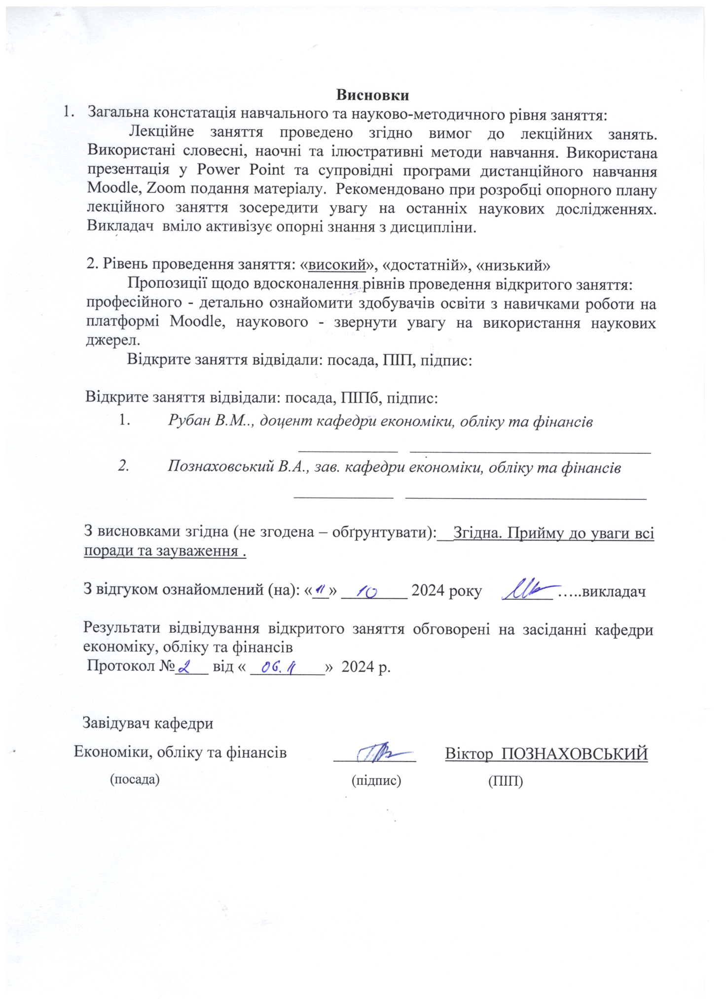 Висновки
1. Загальна констатація навчального та науково-методичного рівня заняття:
Лекційне заняття проведено згідно вимог до лекційних занять.
Використані словесні, наочні та ілюстративні методи навчання. Використана
презентація у Power Point та супровідні програми дистанційного навчання
Moodle, Zoom подання матеріалу. Рекомендовано при розробці опорного плану
лекційного заняття зосередити увагу на останніх наукових дослідженнях.
Викладач вміло активізує опорні знання з дисципліни.
2. Рівень проведення заняття: «високий», «достатній», «низький»
Пропозиції щодо вдосконалення рівнів проведення відкритого заняття:
професійного - детально ознайомити здобувачів освіти з навичками роботи на
платформі Moodle, наукового - звернути увагу на використання наукових
джерел.
Відкрите заняття відвідали: посада, ПІП, підпис:
Відкрите заняття відвідали: посада, ПІПб, підпис:
1. Рубан В.М.., доцент кафедри економіки, обліку та фінансів
2. Познаховський В.А., зав. кафедри економіки, обліку та фінансів
З висновками згідна (не згодена – обґрунтувати):__Згідна. Прийму до уваги всі
поради та зауваження .
З відгуком ознайомлений (на): «11» 10 2024 року …..викладач
Результати відвідування відкритого заняття обговорені на засіданні кафедри
економіку, обліку та фінансів
Протокол №2 від « 06.11 » 2024 р.
Завідувач кафедри
Економіки, обліку та фінансів Віктор ПОЗНАХОВСЬКИЙ
(посада) (підпис) (ПІП)